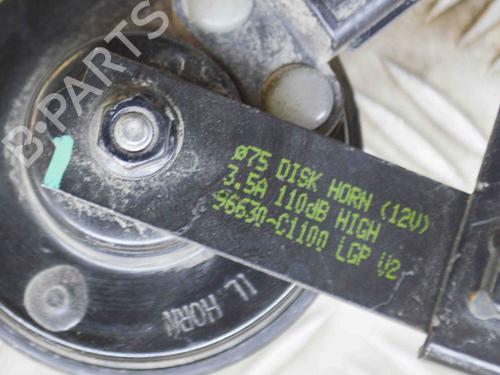 B-PARTS
ø75 DISK HORN (12V)
3.5A 110dB HIGH
96630-C1100 LGP V2
IL HORN